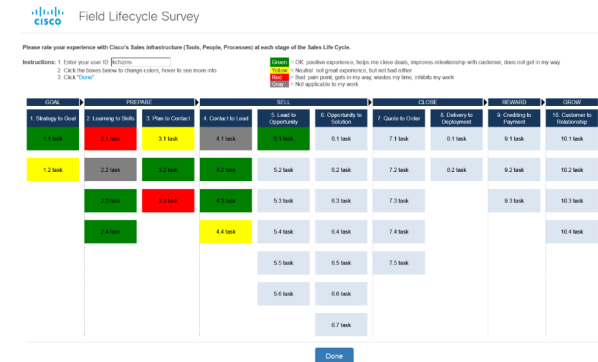 CISCO
Field Lifecycle Survey
Please rate your experience with Cisco's Sales Infrastructure (Tools, People, Processes) at each stage of the Sales Life Cycle.
Instructions: 1. Enter your user ID:
2. Click the boxes below to change colors, hover to see more info
3. Click "Done"
Green - OK: positive experience, helps me close deals, improves relationship with customer, does not get in my way
Yellow - Neutral: not great experience, but not bad either
Red - Bad: pain point, gets in my way, wastes my time, inhibits my work
Gray - Not applicable to my work
GOAL PREPARE SELL CLOSE REWARD GROW
1. Strategy to Goal 2. Learning to Skills 3. Plan to Contact 4. Contact to Lead 5. Lead to Opportunity 6. Opportunity to Solution 7. Quote to Order 8. Delivery to Deployment 9. Crediting to Payment 10. Customer to Relationship
1.1 task 2.1 task 3.1 task 4.1 task 5.1 task 6.1 task 7.1 task 8.1 task 9.1 task 10.1 task
1.2 task 2.2 task 3.2 task 4.2 task 5.2 task 6.2 task 7.2 task 8.2 task 9.2 task 10.2 task
2.3 task 3.3 task 4.3 task 5.3 task 6.3 task 7.3 task 9.3 task 10.3 task
2.4 task 4.4 task 5.4 task 6.4 task 7.4 task 10.4 task
5.5 task 6.5 task 7.5 task
5.6 task 6.6 task
6.7 task
Done